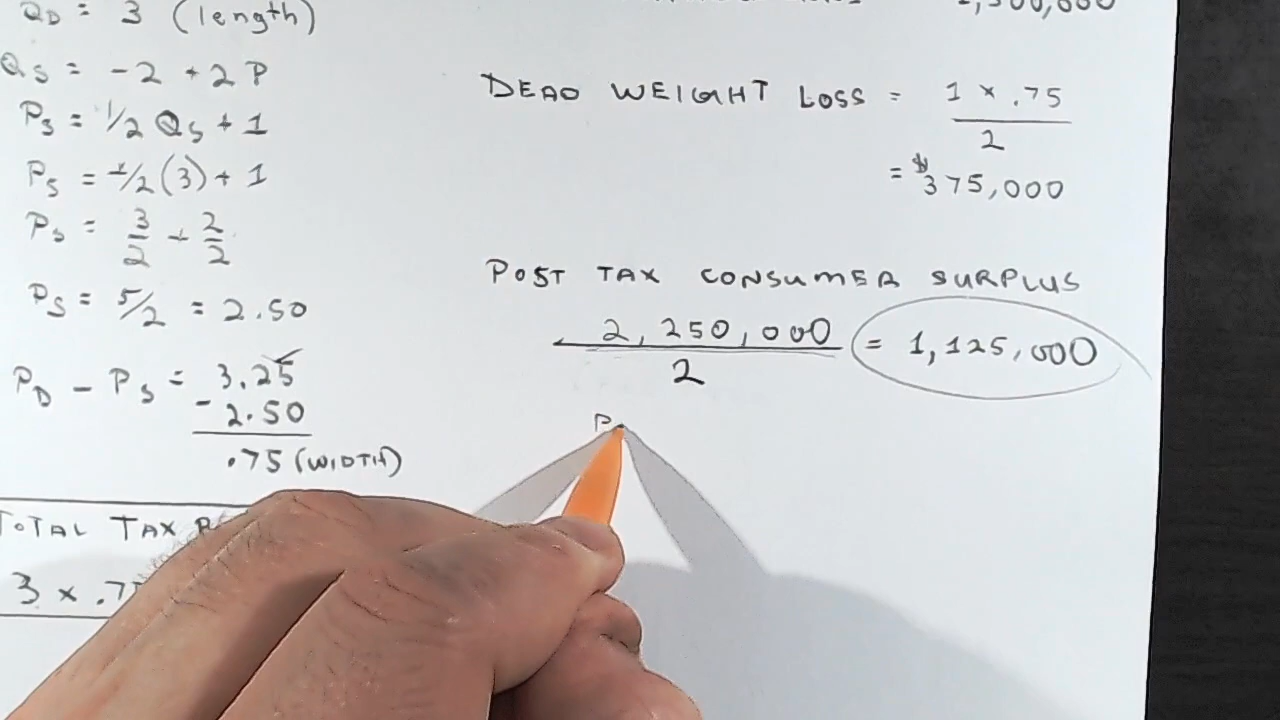 QD = 3 (length)
QS = -2 + 2P
PS = 1/2 QS + 1
PS = 1/2 (3) + 1
PS = 3/2 + 2/2
PS = 5/2 = 2.50
PD - PS = 3.25
- 2.50
.75 (WIDTH)
TOTAL TAX
3 x .7
DEAD WEIGHT LOSS = 1 x .75
2
= $375,000
POST TAX CONSUMER SURPLUS
2,250,000 = 1,125,000
2
P